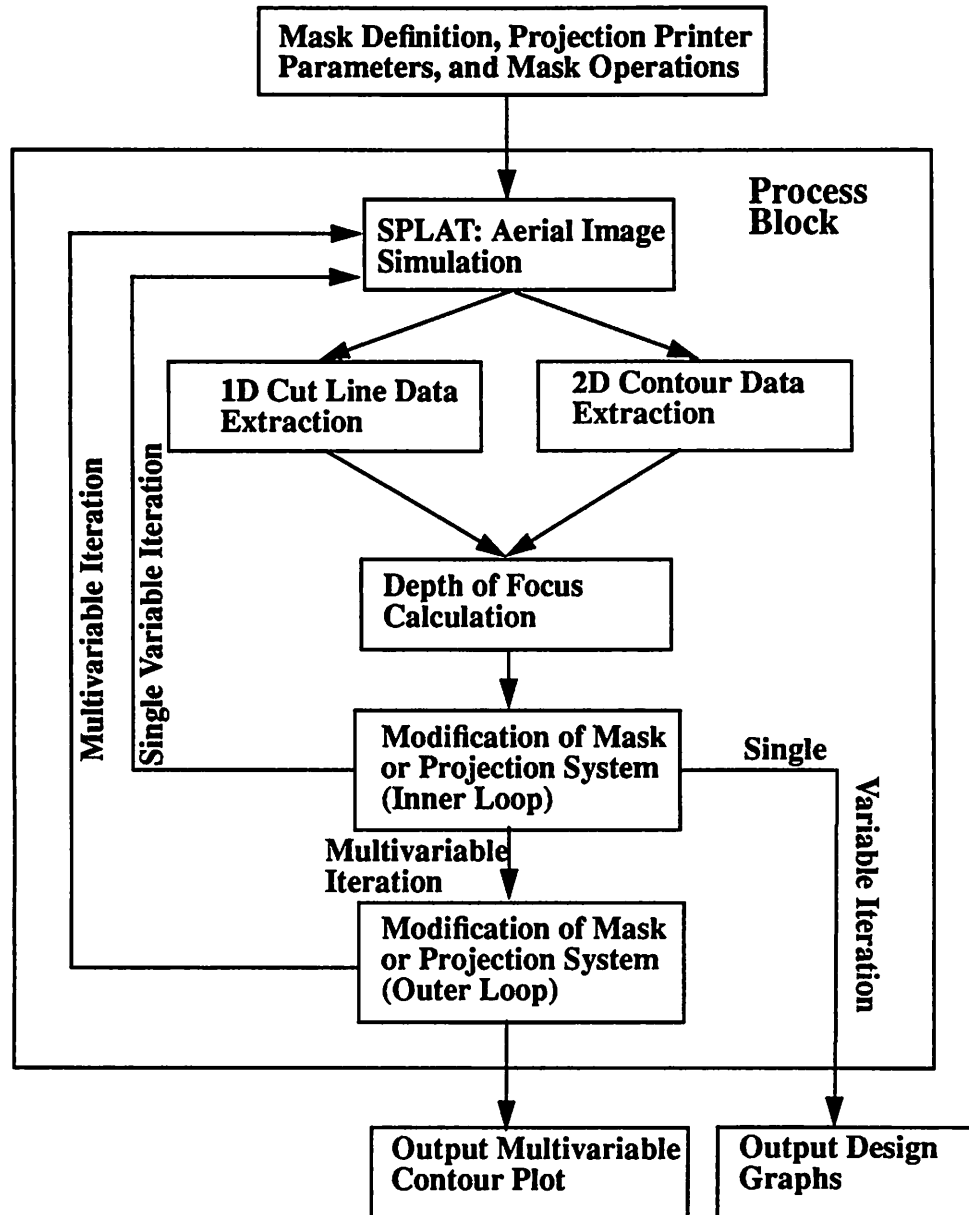 Mask Definition, Projection Printer
Parameters, and Mask Operations
Process
Block
SPLAT: Aerial Image
Simulation
1D Cut Line Data
Extraction
2D Contour Data
Extraction
Multivariable Iteration
Single Variable Iteration
Depth of Focus
Calculation
Modification of Mask
or Projection System
(Inner Loop)
Single
Variable Iteration
Multivariable
Iteration
Modification of Mask
or Projection System
(Outer Loop)
Output Multivariable
Contour Plot
Output Design
Graphs